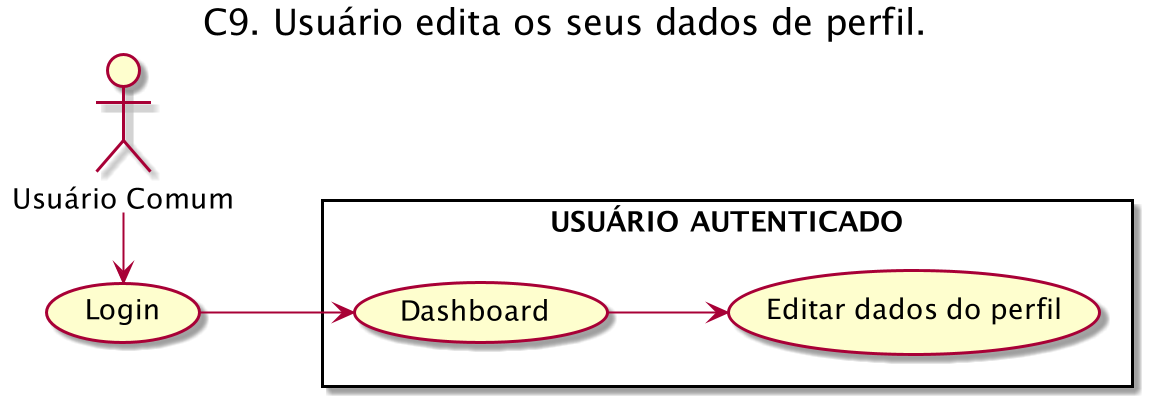 C9. Usuário edita os seus dados de perfil.
Usuário Comum
USUÁRIO AUTENTICADO
Login
Dashboard
Editar dados do perfil